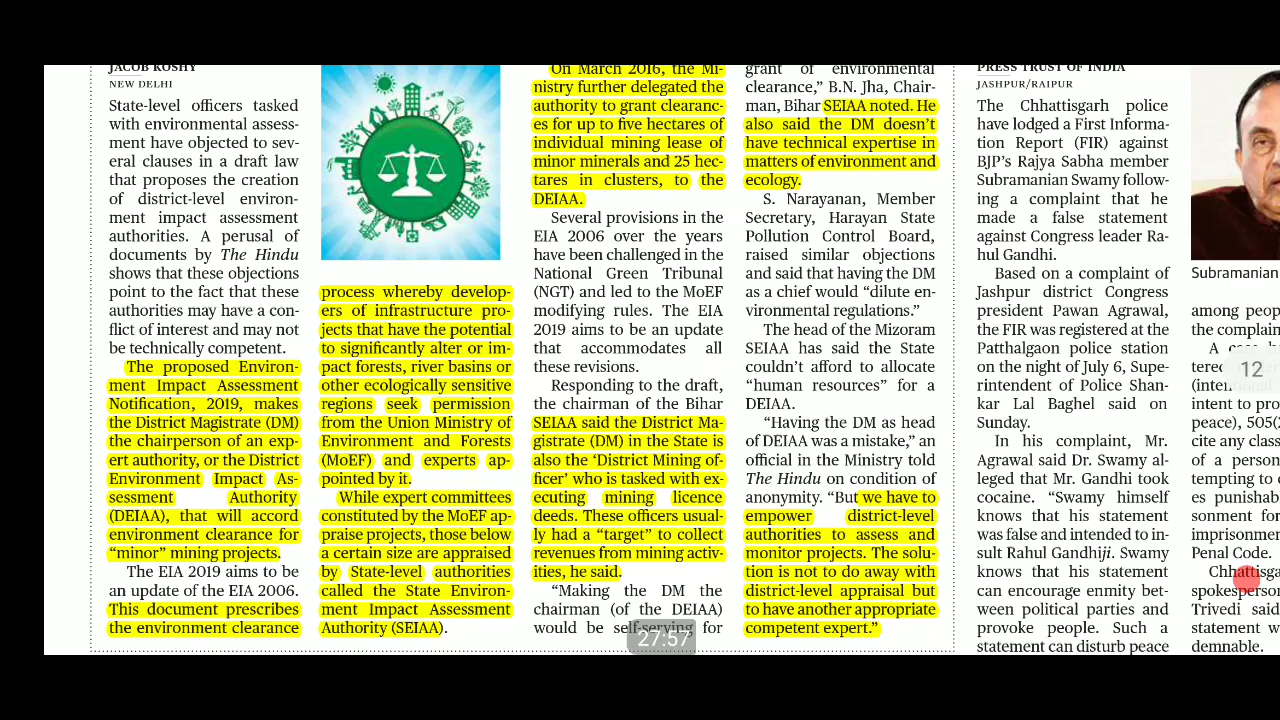 JACOB KOSHY
NEW DELHI
State-level officers tasked
with environmental assess-
ment have objected to sev-
eral clauses in a draft law
that proposes the creation
of district-level environ-
ment impact assessment
authorities. A perusal of
documents by The Hindu
shows that these objections
point to the fact that these
authorities may have a con-
flict of interest and may not
be technically competent.
The proposed Environ-
ment Impact Assessment
Notification, 2019, makes
the District Magistrate (DM)
the chairperson of an exp-
ert authority, or the District
Environment Impact As-
sessment Authority
(DEIAA), that will accord
environment clearance for
“minor” mining projects.
The EIA 2019 aims to be
an update of the EIA 2006.
This document prescribes
the environment clearance
process whereby develop-
ers of infrastructure pro-
jects that have the potential
to significantly alter or im-
pact forests, river basins or
other ecologically sensitive
regions seek permission
from the Union Ministry of
Environment and Forests
(MoEF) and experts ap-
pointed by it.
While expert committees
constituted by the MoEF ap-
praise projects, those below
a certain size are appraised
by State-level authorities
called the State Environ-
ment Impact Assessment
Authority (SEIAA).
On March 2016, the Mi-
nistry further delegated the
authority to grant clearanc-
es for up to five hectares of
individual mining lease of
minor minerals and 25 hec-
tares in clusters, to the
DEIAA.
Several provisions in the
EIA 2006 over the years
have been challenged in the
National Green Tribunal
(NGT) and led to the MoEF
modifying rules. The EIA
2019 aims to be an update
that accommodates all
these revisions.
Responding to the draft,
the chairman of the Bihar
SEIAA said the District Ma-
gistrate (DM) in the State is
also the ‘District Mining of-
ficer’ who is tasked with ex-
ecuting mining licence
deeds. These officers usual-
ly had a “target” to collect
revenues from mining activ-
ities, he said.
“Making the DM the
chairman (of the DEIAA)
would be self-serving for
grant of environmental
clearance,” B.N. Jha, Chair-
man, Bihar SEIAA noted. He
also said the DM doesn’t
have technical expertise in
matters of environment and
ecology.
S. Narayanan, Member
Secretary, Harayan State
Pollution Control Board,
raised similar objections
and said that having the DM
as a chief would “dilute en-
vironmental regulations.”
The head of the Mizoram
SEIAA has said the State
couldn’t afford to allocate
“human resources” for a
DEIAA.
“Having the DM as head
of DEIAA was a mistake,” an
official in the Ministry told
The Hindu on condition of
anonymity. “But we have to
empower district-level
authorities to assess and
monitor projects. The solu-
tion is not to do away with
district-level appraisal but
to have another appropriate
competent expert.”
PRESS TRUST OF INDIA
JASHPUR/RAIPUR
The Chhattisgarh police
have lodged a First Informa-
tion Report (FIR) against
BJP’s Rajya Sabha member
Subramanian Swamy follow-
ing a complaint that he
made a false statement
against Congress leader Ra-
hul Gandhi.
Based on a complaint of
Jashpur district Congress
president Pawan Agrawal,
the FIR was registered at the
Patthalgaon police station
on the night of July 6, Supe-
rintendent of Police Shan-
kar Lal Baghel said on
Sunday.
In his complaint, Mr.
Agrawal said Dr. Swamy al-
leged that Mr. Gandhi took
cocaine. “Swamy himself
knows that his statement
was false and intended to in-
sult Rahul Gandhiji. Swamy
knows that his statement
can encourage enmity bet-
ween political parties and
provoke people. Such a
statement can disturb peace
Subramanian
among peop
the complain
A
tered
intent to pro
peace), 505(2
cite any class
of a person
tempting to c
es punishab
sonment for
imprisonme
Penal Code.
Chhattisga
spokesperso
Trivedi said
statement w
demnable.
12
27:57